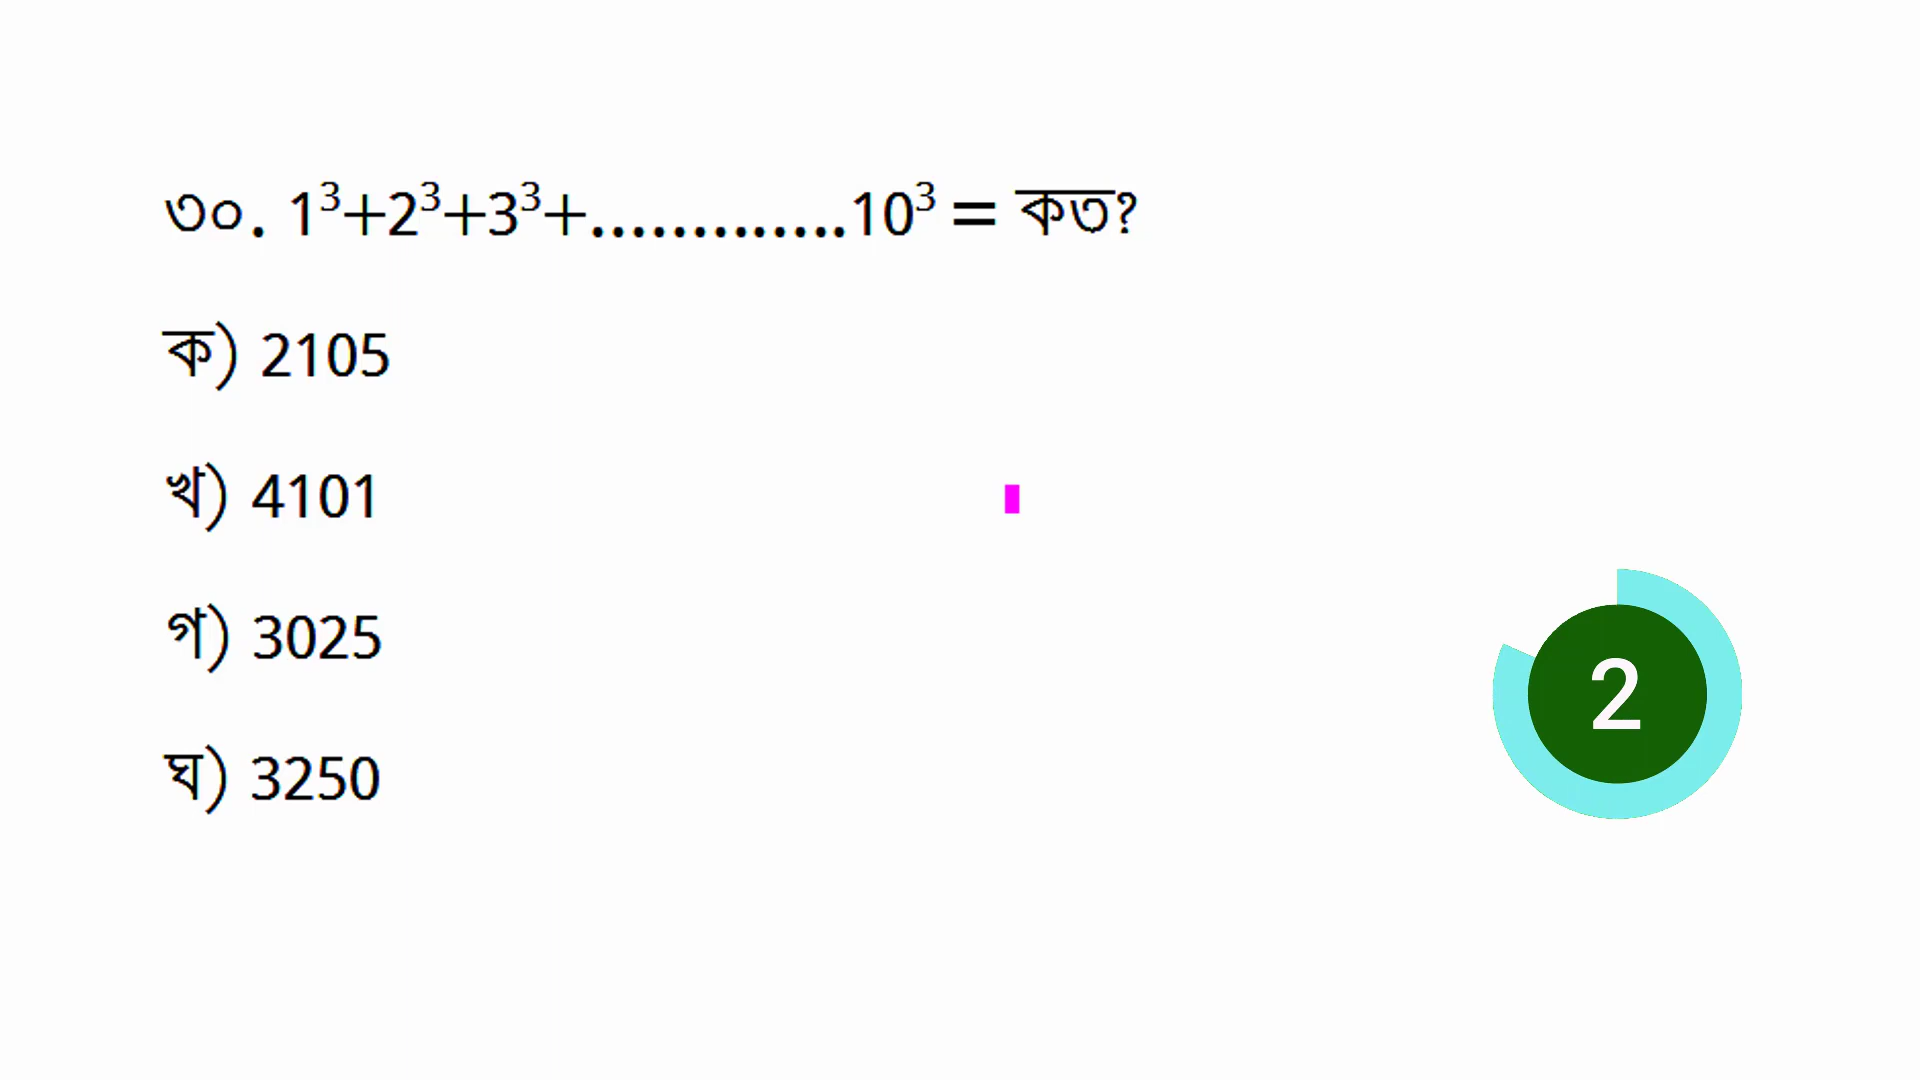 ৩০. 1³+2³+3³+.............10³ = কত?
ক) 2105
খ) 4101
গ) 3025
ঘ) 3250
2